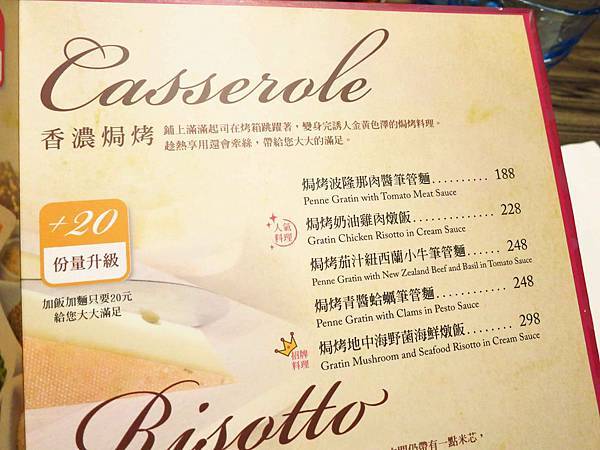 Casserole
香濃焗烤
鋪上滿滿起司在烤箱跳躍著，變身完誘人金黃色澤的焗烤料理。
趁熱享用還會牽絲，帶給您大大的滿足。
焗烤波隆那肉醬筆管麵.......... 188
Penne Gratin with Tomato Meat Sauce
人氣
料理
焗烤奶油雞肉燉飯............... 228
Gratin Chicken Risotto in Cream Sauce
+20
份量升級
加飯加麵只要20元
給您大大滿足
焗烤茄汁紐西蘭小牛筆管麵...... 248
Penne Gratin with New Zealand Beef and Basil in Tomato Sauce
焗烤青醬蛤蠣筆管麵............ 248
Penne Gratin with Clams in Pesto Sauce
招牌
料理
焗烤地中海野菌海鮮燉飯........ 298
Gratin Mushroom and Seafood Risotto in Cream Sauce
Risotto
仍帶有一點米芯，